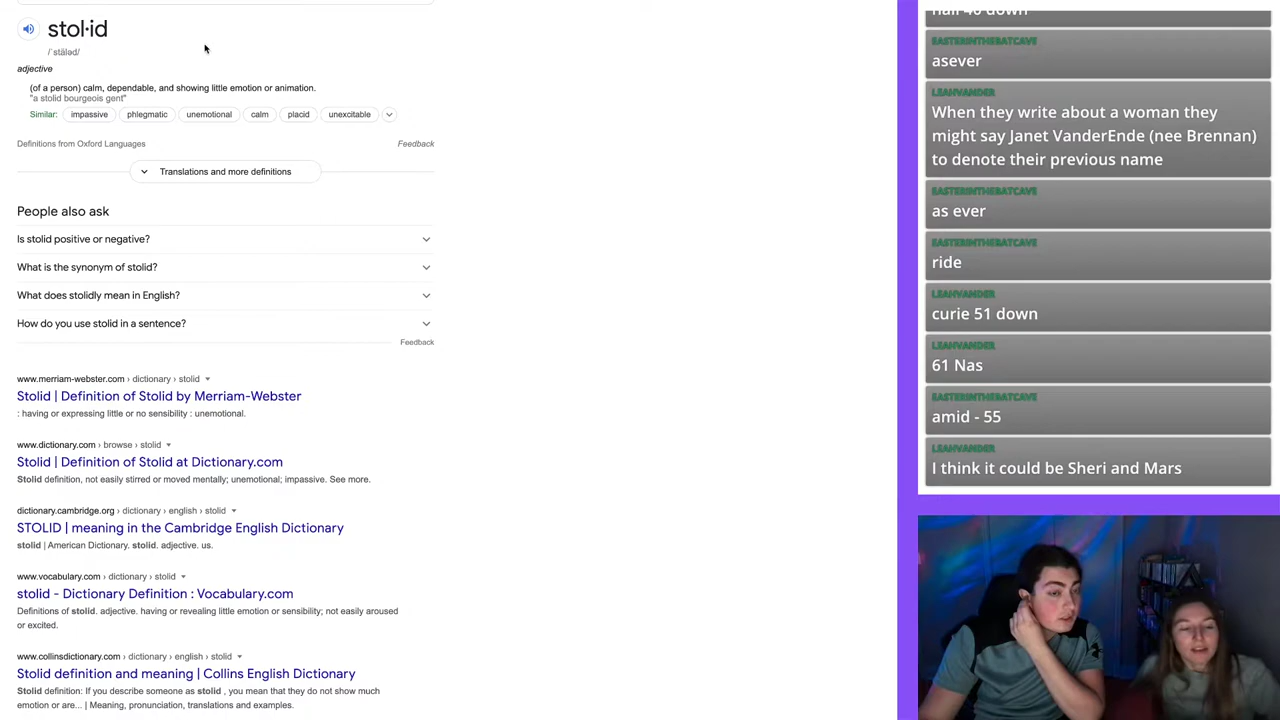 stol·id
/ˈstäləd/
adjective
(of a person) calm, dependable, and showing little emotion or animation.
"a stolid bourgeois gent"
Similar: impassive phlegmatic unemotional calm placid unexcitable
Definitions from Oxford Languages Feedback
Translations and more definitions
People also ask
Is stolid positive or negative?
What is the synonym of stolid?
What does stolidly mean in English?
How do you use stolid in a sentence?
Feedback
www.merriam-webster.com › dictionary › stolid
Stolid | Definition of Stolid by Merriam-Webster
: having or expressing little or no sensibility : unemotional.
www.dictionary.com › browse › stolid
Stolid | Definition of Stolid at Dictionary.com
Stolid definition, not easily stirred or moved mentally; unemotional; impassive. See more.
dictionary.cambridge.org › dictionary › english › stolid
STOLID | meaning in the Cambridge English Dictionary
stolid | American Dictionary. stolid. adjective. us.
www.vocabulary.com › dictionary › stolid
stolid - Dictionary Definition : Vocabulary.com
Definitions of stolid. adjective. having or revealing little emotion or sensibility; not easily aroused
or excited.
www.collinsdictionary.com › dictionary › english › stolid
Stolid definition and meaning | Collins English Dictionary
Stolid definition: If you describe someone as stolid , you mean that they do not show much
emotion or are... | Meaning, pronunciation, translations and examples.
down
EASTERINTHEBATCAVE
asever
LEAHVANDER
When they write about a woman they
might say Janet VanderEnde (nee Brennan)
to denote their previous name
EASTERINTHEBATCAVE
as ever
EASTERINTHEBATCAVE
ride
LEAHVANDER
curie 51 down
LEAHVANDER
61 Nas
EASTERINTHEBATCAVE
amid - 55
LEAHVANDER
I think it could be Sheri and Mars